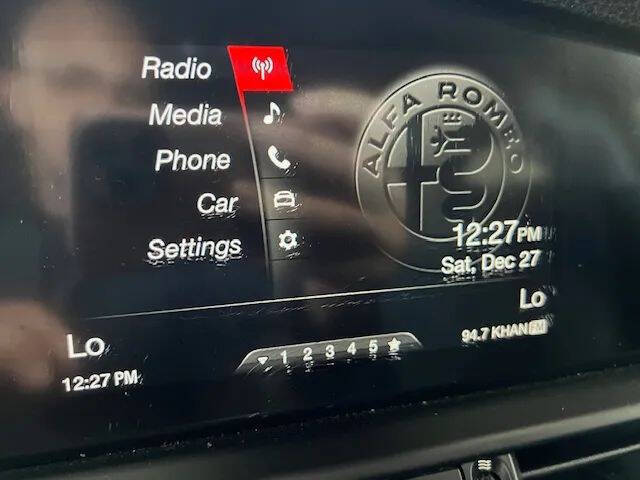 Radio
Media
Phone
Car
Settings
ALFA ROMEO
12:27PM
Sat, Dec 27
Lo
Lo
94.7 KHAN FM
12:27 PM
1 2 3 4 5